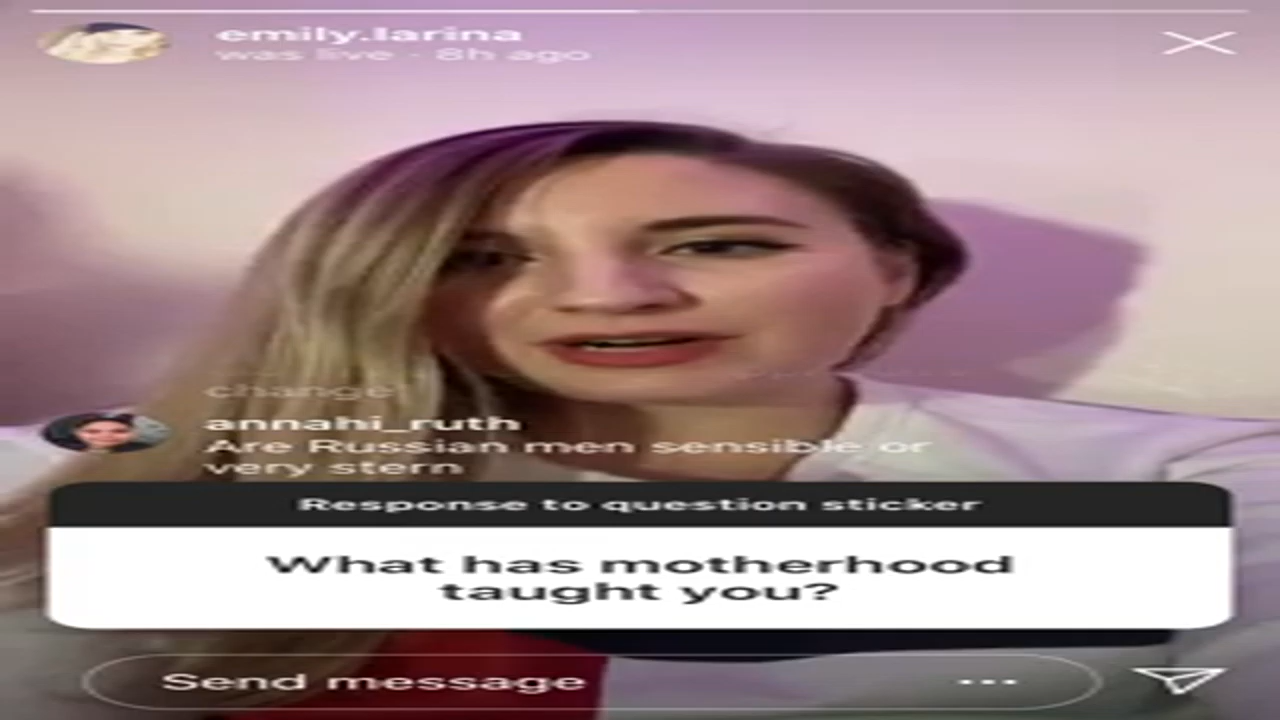 emily.larina
was live · 8h ago
change
annahi_ruth
Are Russian men sensible or
very stern
Response to question sticker
What has motherhood
taught you?
Send message